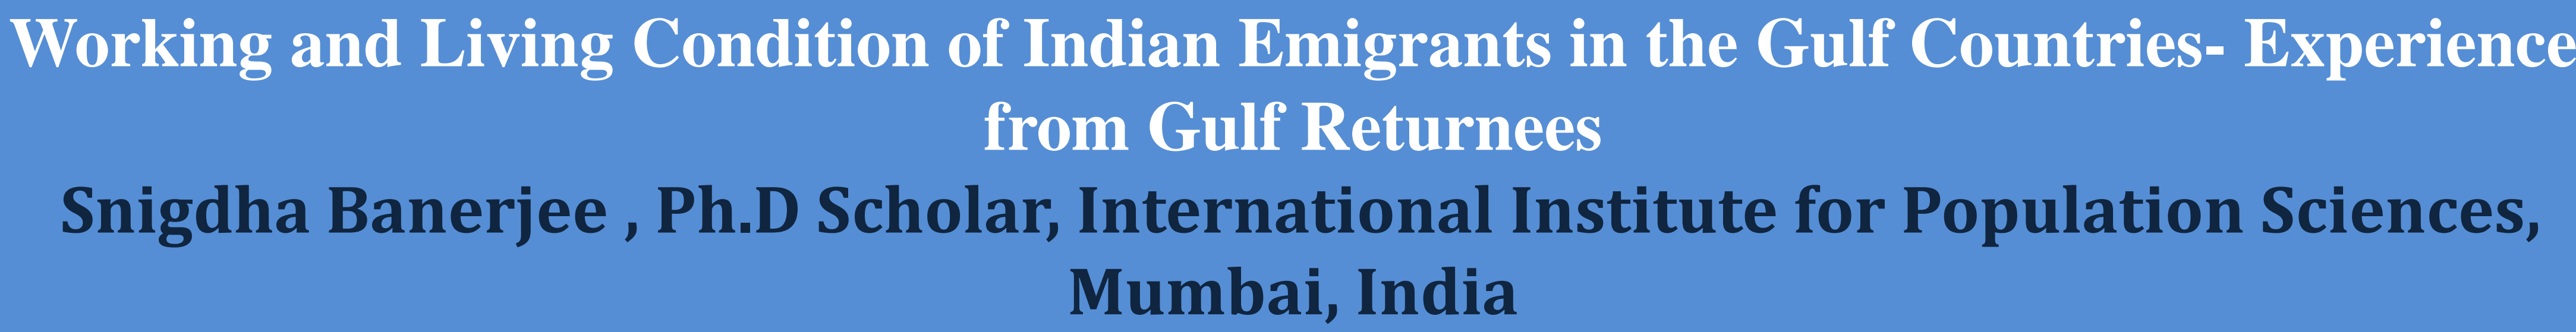 Working and Living Condition of Indian Emigrants in the Gulf Countries- Experience
from Gulf Returnees
Snigdha Banerjee , Ph.D Scholar, International Institute for Population Sciences,
Mumbai, India